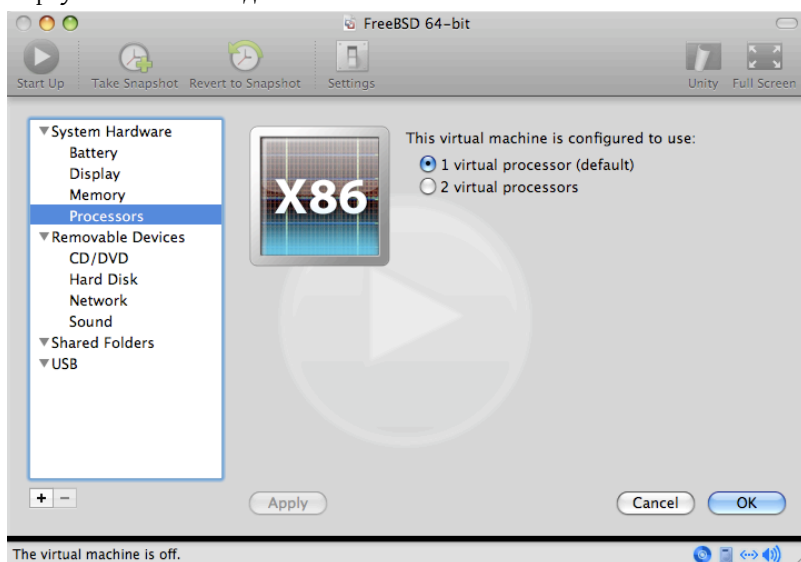 FreeBSD 64-bit
Start Up Take Snapshot Revert to Snapshot Settings Unity Full Screen
System Hardware
Battery
Display
Memory
Processors
Removable Devices
CD/DVD
Hard Disk
Network
Sound
Shared Folders
USB
X86
This virtual machine is configured to use:
1 virtual processor (default)
2 virtual processors
Apply Cancel OK
The virtual machine is off.